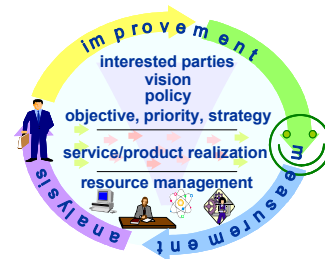 improvement
interested parties
vision
policy
objective, priority, strategy
service/product realization
resource management
measurement
analysis